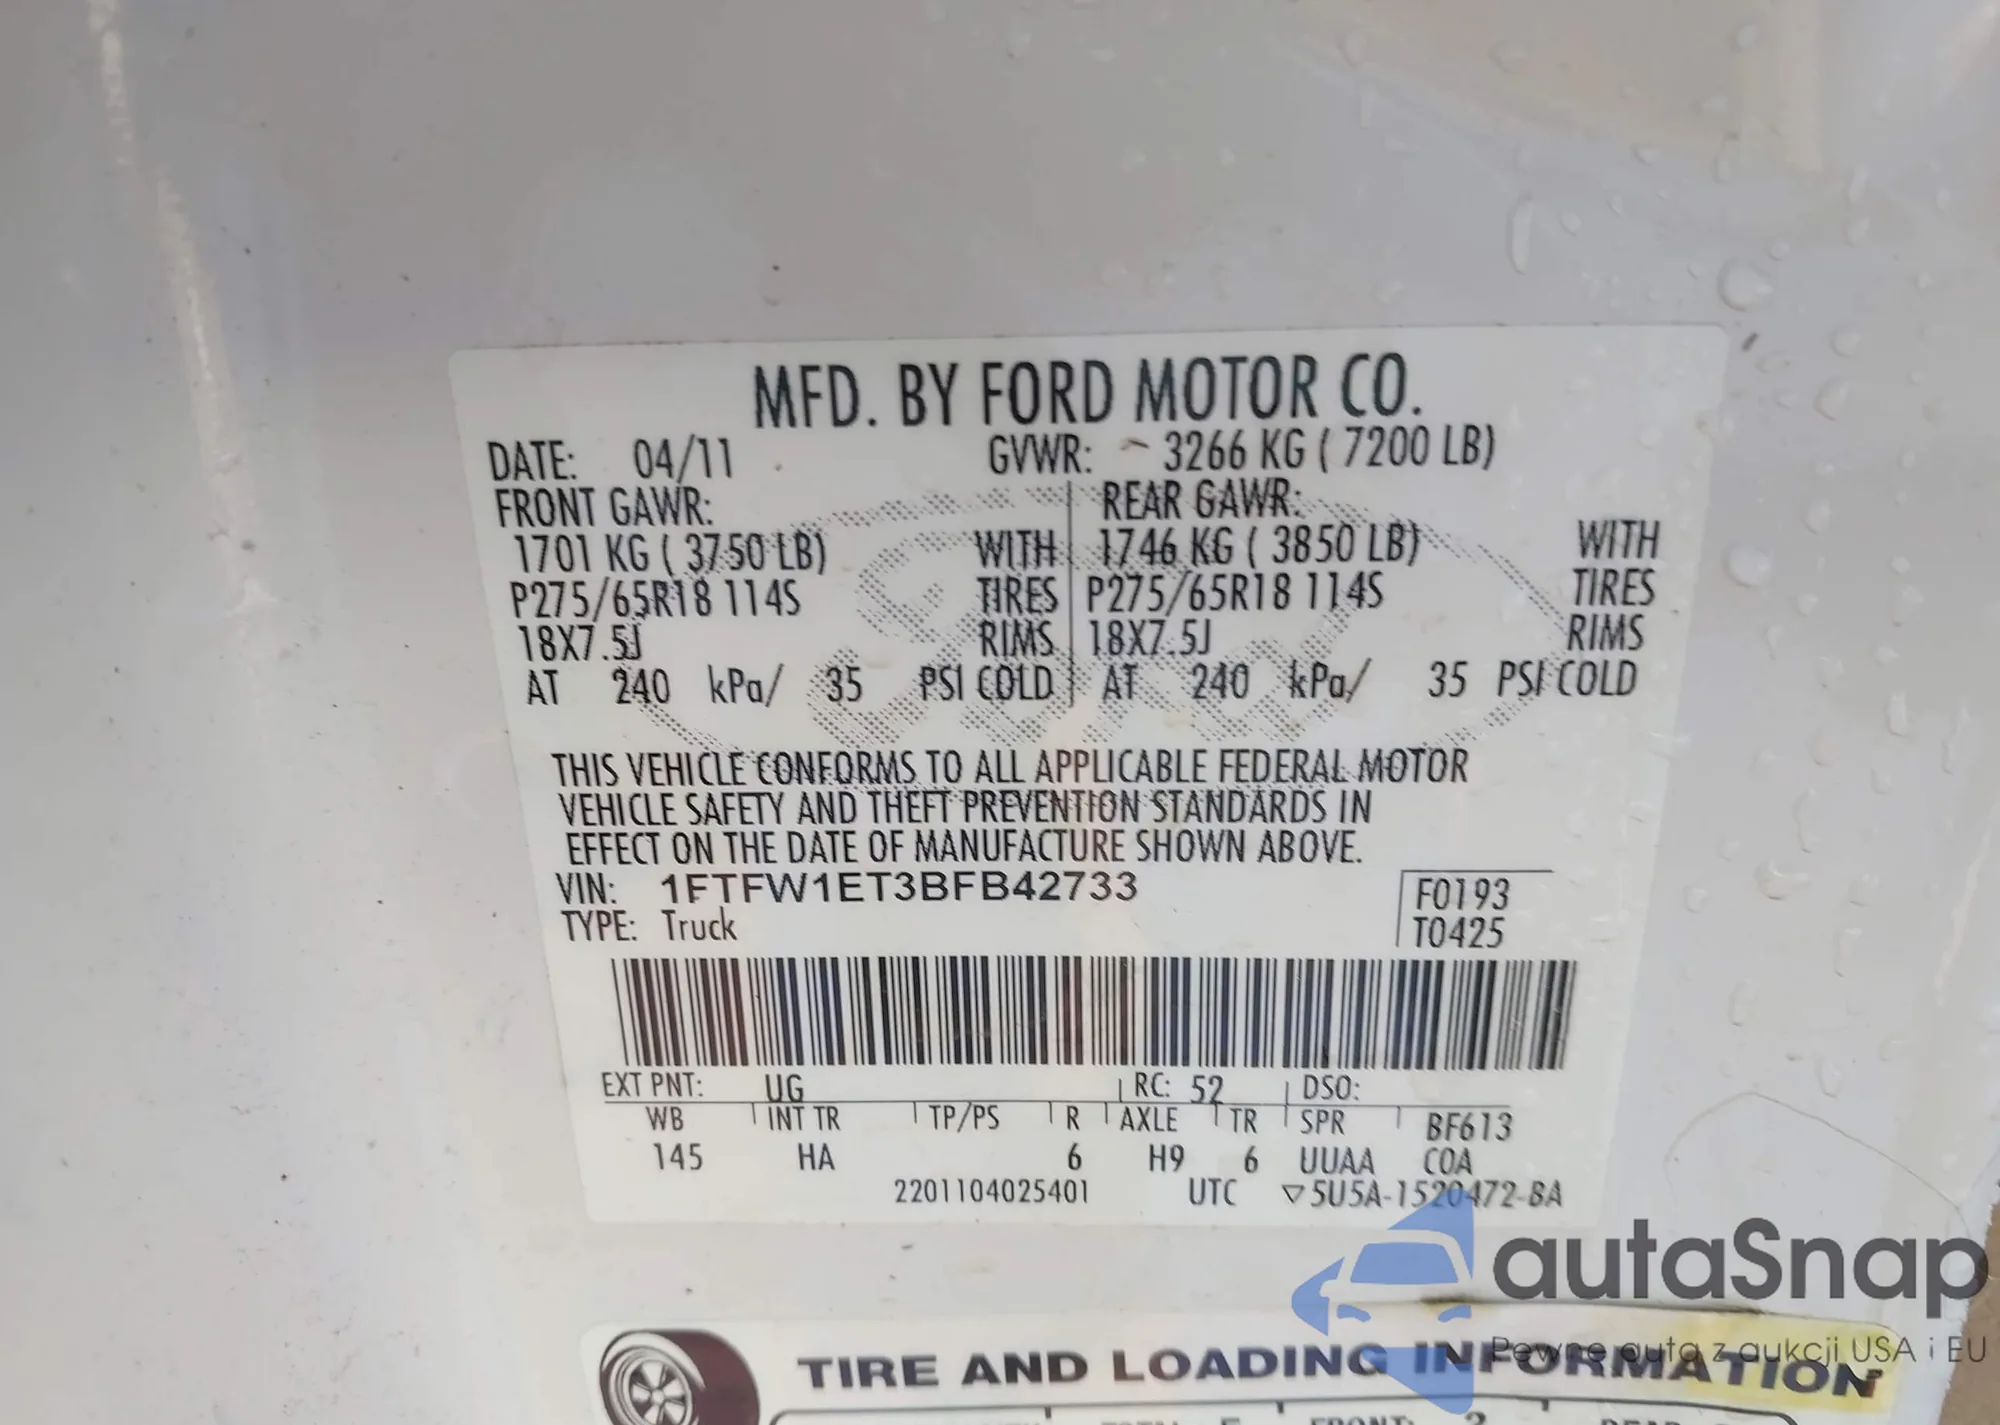 MFD. BY FORD MOTOR CO.
DATE: 04/11 GVWR: 3266 KG ( 7200 LB)
FRONT GAWR: REAR GAWR:
1701 KG ( 3750 LB) WITH 1746 KG ( 3850 LB) WITH
P275/65R18 114S TIRES P275/65R18 114S TIRES
18X7.5J RIMS 18X7.5J RIMS
AT 240 kPa/ 35 PSI COLD AT 240 kPa/ 35 PSI COLD
THIS VEHICLE CONFORMS TO ALL APPLICABLE FEDERAL MOTOR
VEHICLE SAFETY AND THEFT PREVENTION STANDARDS IN
EFFECT ON THE DATE OF MANUFACTURE SHOWN ABOVE.
VIN: 1FTFW1ET3BFB42733 F0193
TYPE: Truck T0425
EXT PNT: UG RC: 52 DSO:
WB INT TR TP/PS R AXLE TR SPR BF613
145 HA 6 H9 6 UUAA COA
2201104025401 UTC ▽5U5A-1520472-BA
autaSnap
Pewne auta z aukcji USA i EU
TIRE AND LOADING INFORMATION